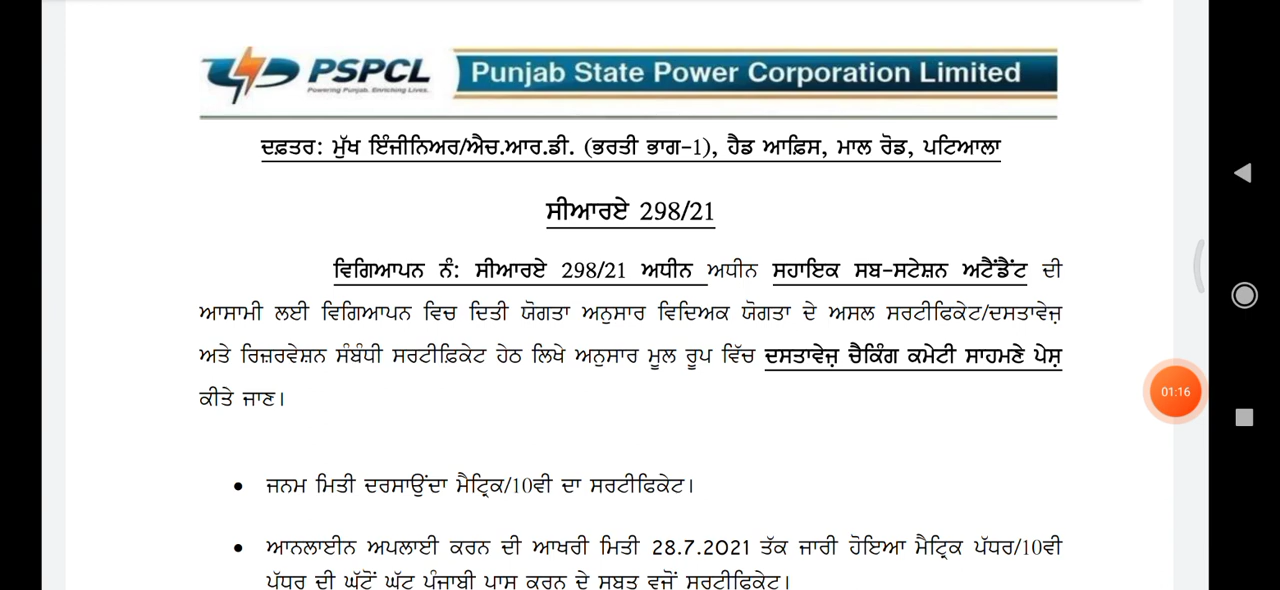 PSPCL
Powering Punjab. Enriching Lives.
Punjab State Power Corporation Limited
ਦਫ਼ਤਰ: ਮੁੱਖ ਇੰਜੀਨਿਅਰ/ਐਚ.ਆਰ.ਡੀ. (ਭਰਤੀ ਭਾਗ-1), ਹੈਡ ਆਫ਼ਿਸ, ਮਾਲ ਰੋਡ, ਪਟਿਆਲਾ
ਸੀਆਰਏ 298/21
ਵਿਗਿਆਪਨ ਨੰ: ਸੀਆਰਏ 298/21 ਅਧੀਨ ਅਧੀਨ ਸਹਾਇਕ ਸਬ-ਸਟੇਸ਼ਨ ਅਟੈਂਡੈਂਟ ਦੀ
ਆਸਾਮੀ ਲਈ ਵਿਗਿਆਪਨ ਵਿਚ ਦਿਤੀ ਯੋਗਤਾ ਅਨੁਸਾਰ ਵਿਦਿਅਕ ਯੋਗਤਾ ਦੇ ਅਸਲ ਸਰਟੀਫਿਕੇਟ/ਦਸਤਾਵੇਜ਼
ਅਤੇ ਰਿਜ਼ਰਵੇਸ਼ਨ ਸੰਬੰਧੀ ਸਰਟੀਫ਼ਿਕੇਟ ਹੇਠ ਲਿਖੇ ਅਨੁਸਾਰ ਮੂਲ ਰੂਪ ਵਿੱਚ ਦਸਤਾਵੇਜ਼ ਚੈਕਿੰਗ ਕਮੇਟੀ ਸਾਹਮਣੇ ਪੇਸ਼
ਕੀਤੇ ਜਾਣ।
01:16
• ਜਨਮ ਮਿਤੀ ਦਰਸਾਉਂਦਾ ਮੈਟ੍ਰਿਕ/10ਵੀ ਦਾ ਸਰਟੀਫਿਕੇਟ।
• ਆਨਲਾਈਨ ਅਪਲਾਈ ਕਰਨ ਦੀ ਆਖਰੀ ਮਿਤੀ 28.7.2021 ਤੱਕ ਜਾਰੀ ਹੋਇਆ ਮੈਟ੍ਰਿਕ ਪੱਧਰ/10ਵੀ
ਪੱਧਰ ਦੀ ਘੱਟੋਂ ਘੱਟ ਪੰਜਾਬੀ ਪਾਸ ਕਰਨ ਦੇ ਸਬਤ ਵਜੋਂ ਸਰਟੀਫਿਕੇਟ।